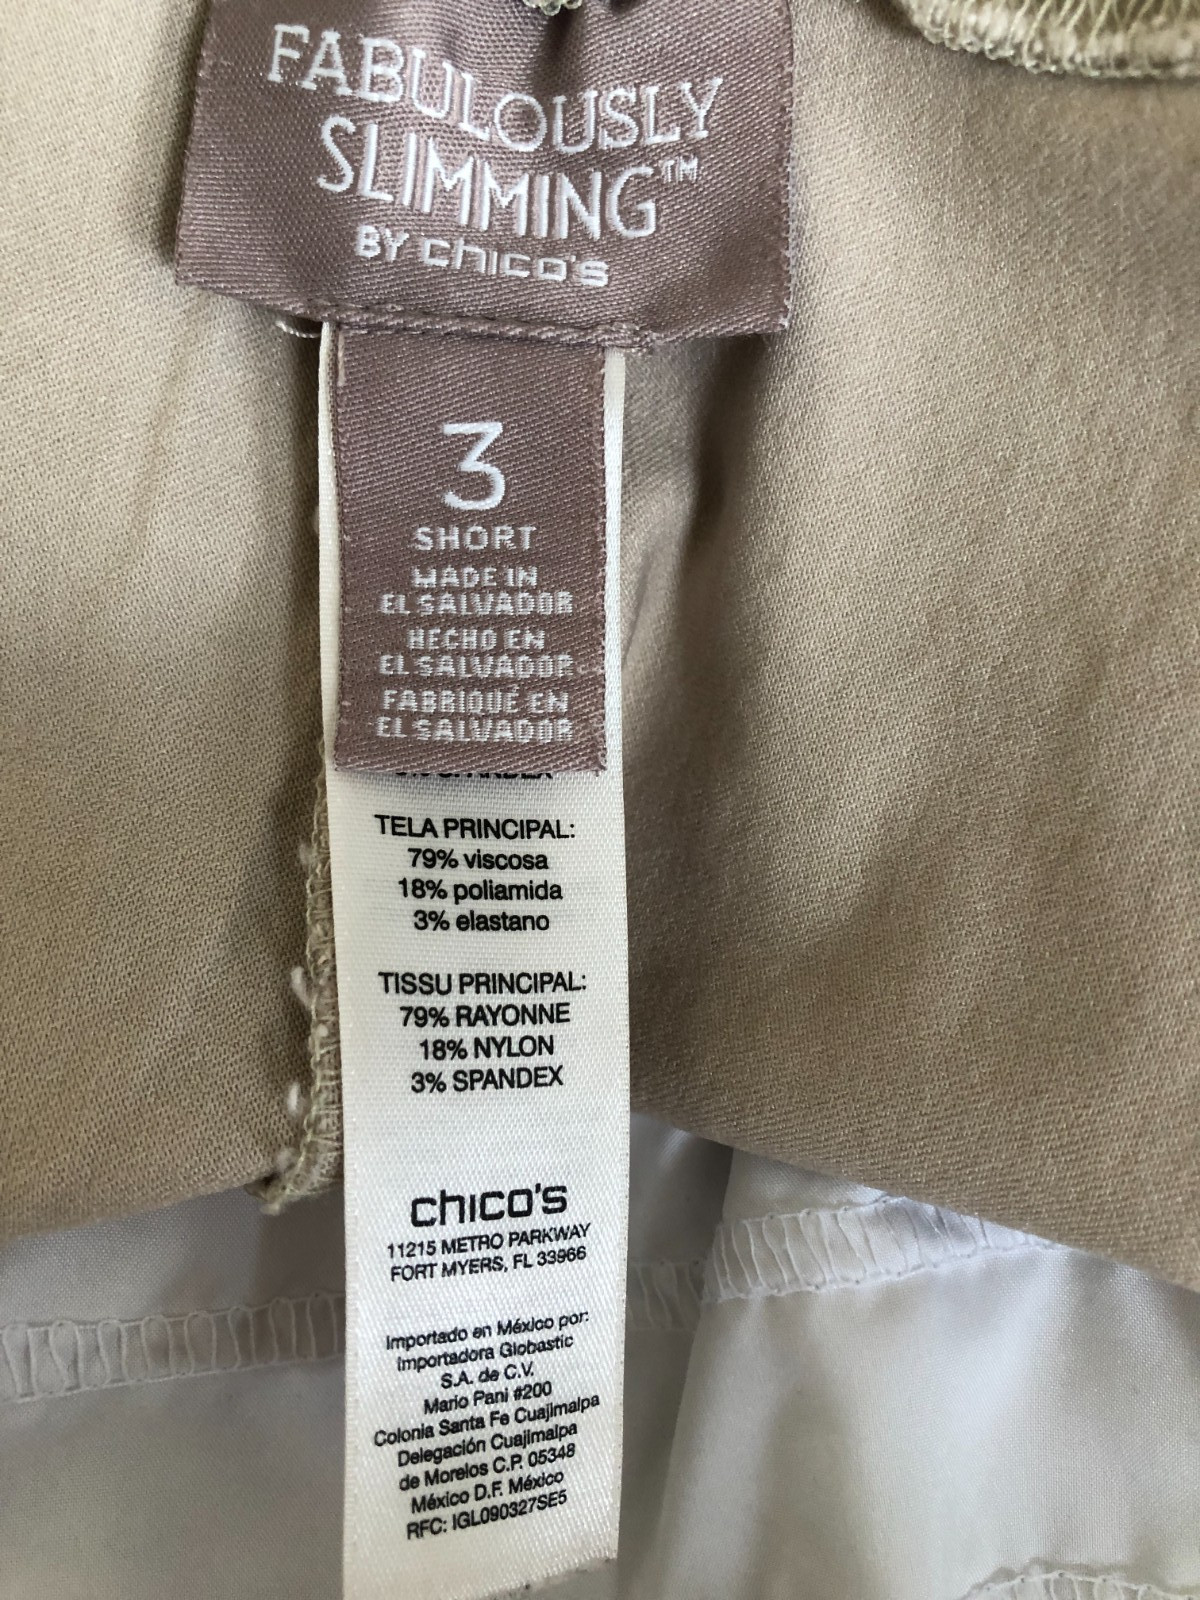 FABULOUSLY
SLIMMING™
BY chico's
3
SHORT
MADE IN
EL SALVADOR
HECHO EN
EL SALVADOR
FABRIQUÉ EN
EL SALVADOR
TELA PRINCIPAL:
79% viscosa
18% poliamida
3% elastano
TISSU PRINCIPAL:
79% RAYONNE
18% NYLON
3% SPANDEX
chico's
11215 METRO PARKWAY
FORT MYERS, FL 33966
Importado en México por:
Importadora Globastic
S.A. de C.V.
Mario Pani #200
Colonia Santa Fe Cuajimalpa
Delegación Cuajimalpa
de Morelos C.P. 05348
México D.F. México
RFC: IGL090327SE5